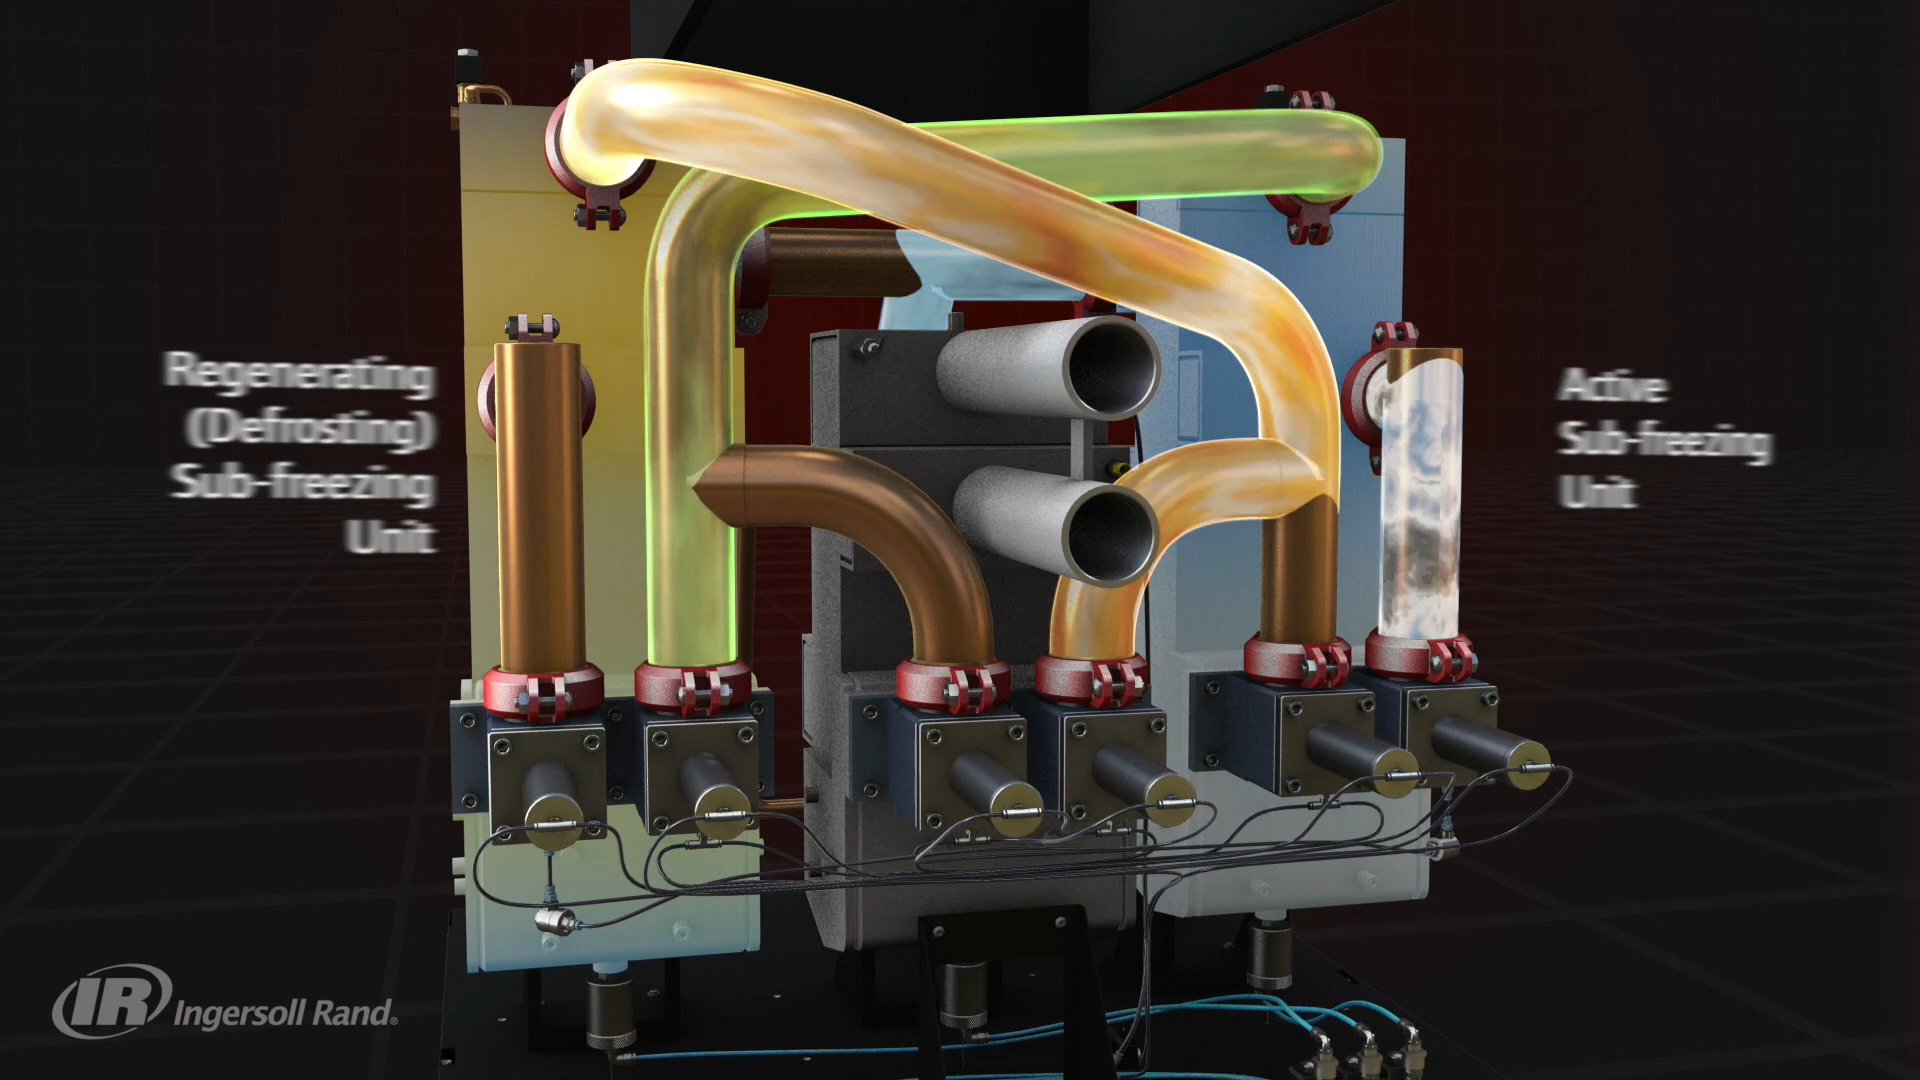 Regenerating
(Defrosting)
Sub-freezing
Unit
Active
Sub-freezing
Unit
IR Ingersoll Rand®